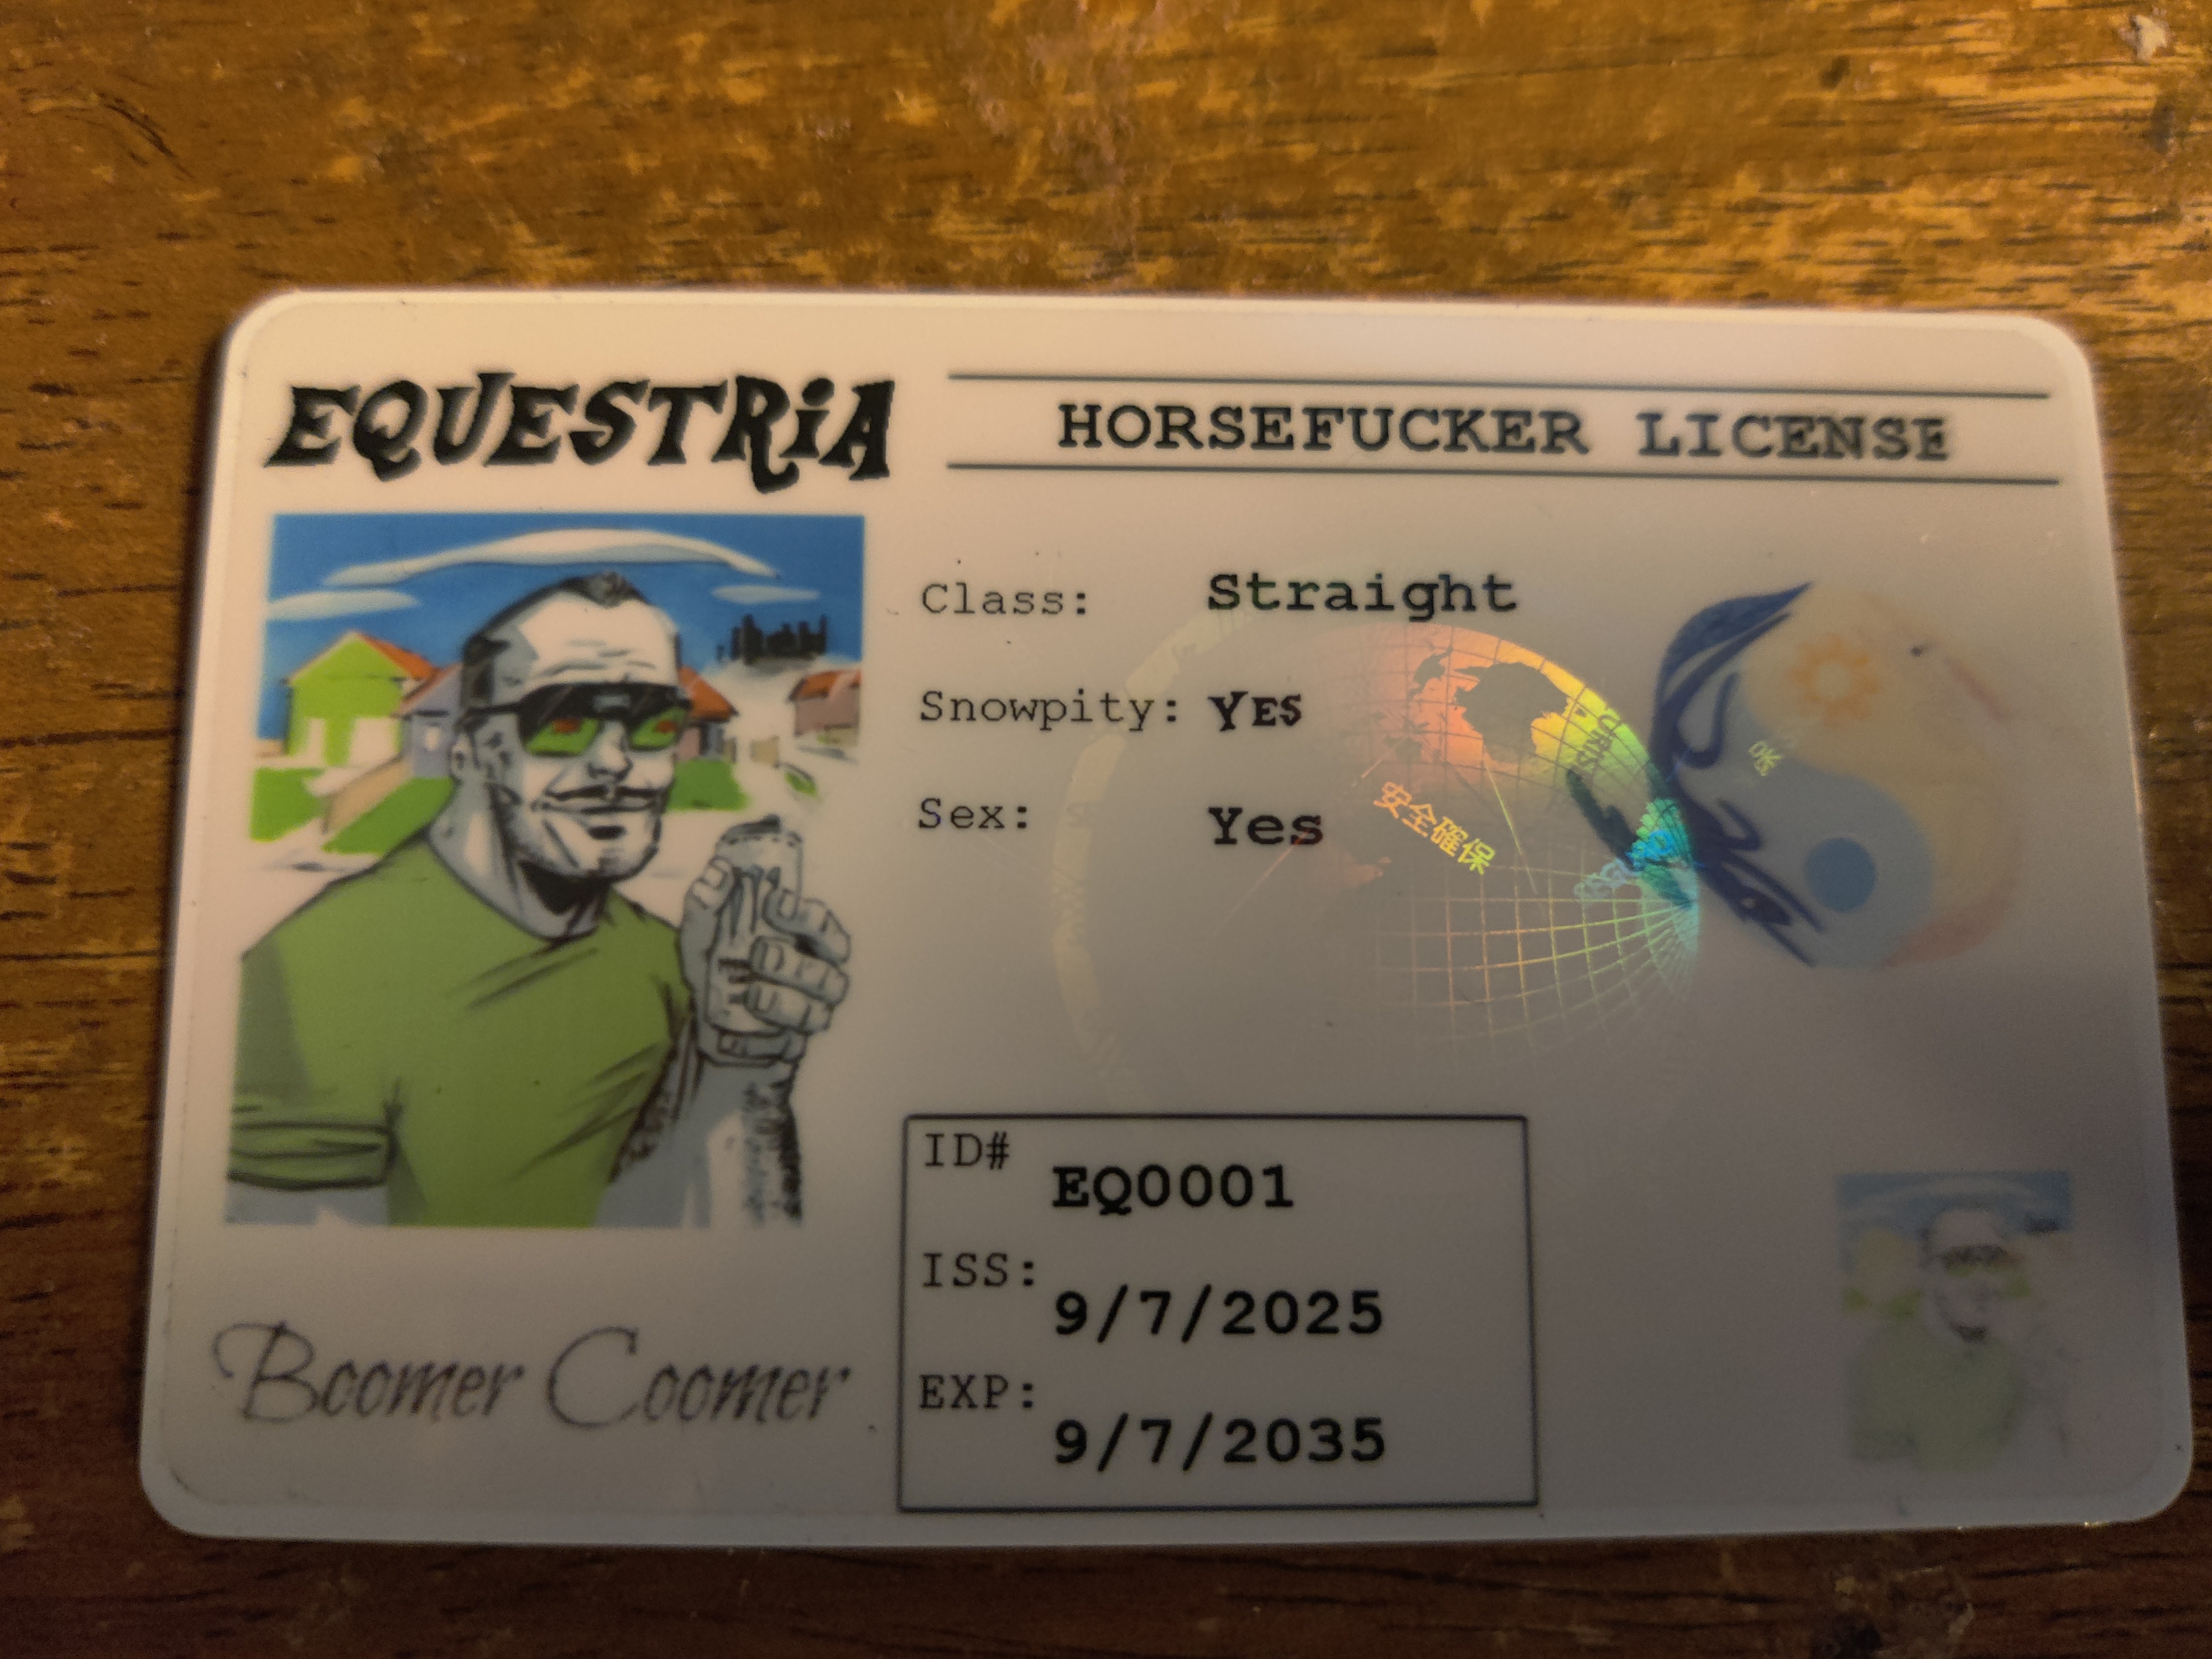 EQUESTRiA
HORSEFUCKER LICENSE
Class: Straight
Snowpity: YES
Sex: Yes
安全確保
ID# EQ0001
ISS: 9/7/2025
EXP: 9/7/2035
Boomer Coomer